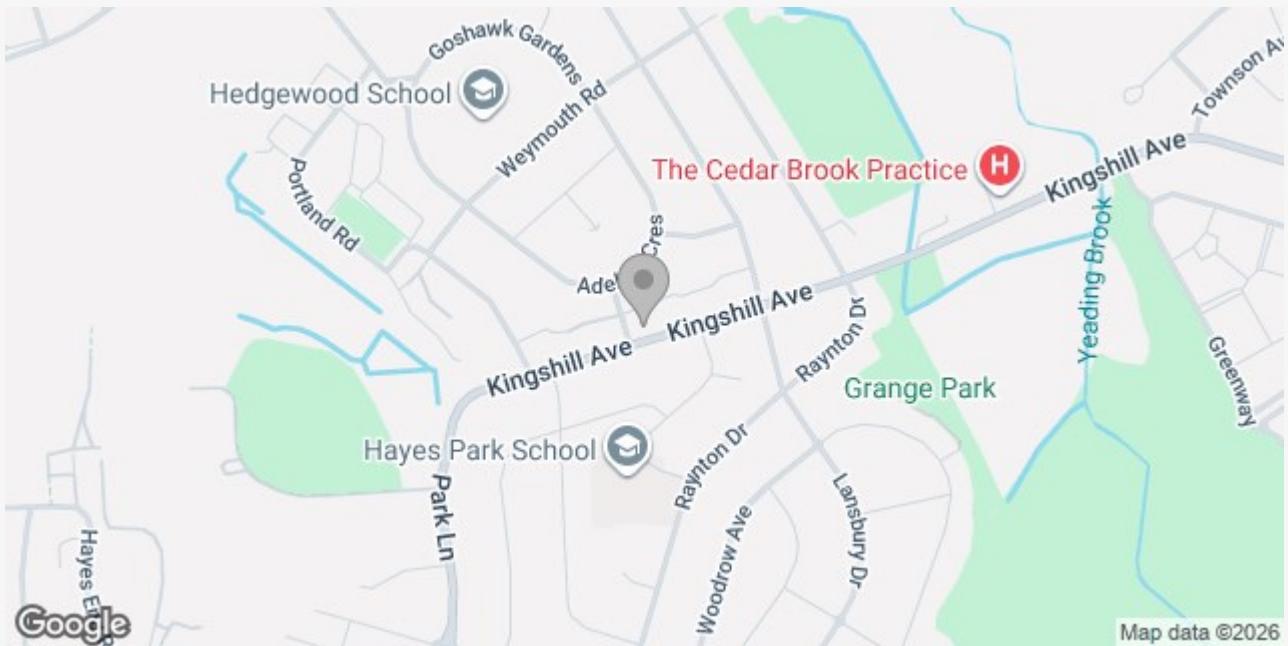 Goshawk Gardens
Hedgewood School
Weymouth Rd
Townson Av
The Cedar Brook Practice
H
Kingshill Ave
Portland Rd
Cres
Kingshill Ave
Yeading Brook
Raynton Dr
Kingshill Ave
Greenway
Grange Park
Hayes Park School
Raynton Dr
Park Ln
Lansbury Dr
Woodrow Ave
Hayes
Google
Map data ©2026